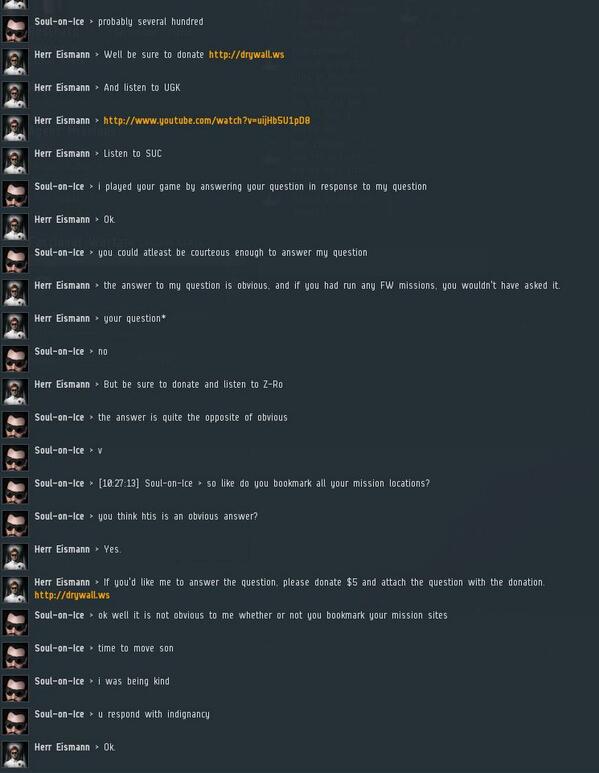 Soul-on-Ice > probably several hundred
Herr Eismann > Well be sure to donate http://drywall.ws
Herr Eismann > And listen to UGK
Herr Eismann > http://www.youtube.com/watch?v=uijHb5U1pD8
Herr Eismann > Listen to SUC
Soul-on-Ice > i played your game by answering your question in response to my question
Herr Eismann > Ok.
Soul-on-Ice > you could atleast be courteous enough to answer my question
Herr Eismann > the answer to my question is obvious, and if you had run any FW missions, you wouldn't have asked it.
Herr Eismann > your question*
Soul-on-Ice > no
Herr Eismann > But be sure to donate and listen to Z-Ro
Soul-on-Ice > the answer is quite the opposite of obvious
Soul-on-Ice > v
Soul-on-Ice > [10:27:13] Soul-on-Ice > so like do you bookmark all your mission locations?
Soul-on-Ice > you think htis is an obvious answer?
Herr Eismann > Yes.
Herr Eismann > If you'd like me to answer the question, please donate $5 and attach the question with the donation.
http://drywall.ws
Soul-on-Ice > ok well it is not obvious to me whether or not you bookmark your mission sites
Soul-on-Ice > time to move son
Soul-on-Ice > i was being kind
Soul-on-Ice > u respond with indignancy
Herr Eismann > Ok.